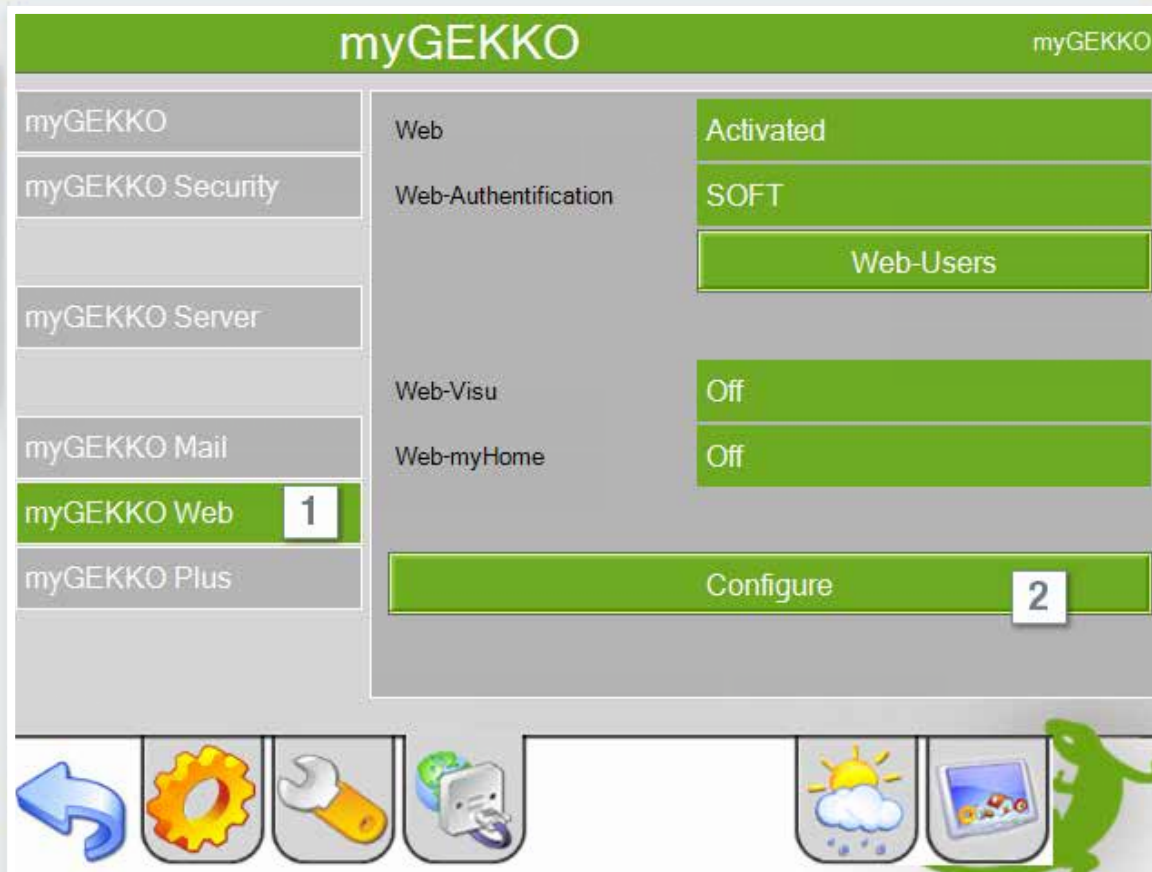 myGEKKO
myGEKKO
myGEKKO
myGEKKO Security
myGEKKO Server
myGEKKO Mail
myGEKKO Web
1
myGEKKO Plus
Web
Activated
Web-Authentification
SOFT
Web-Users
Web-Visu
Off
Web-myHome
Off
Configure
2